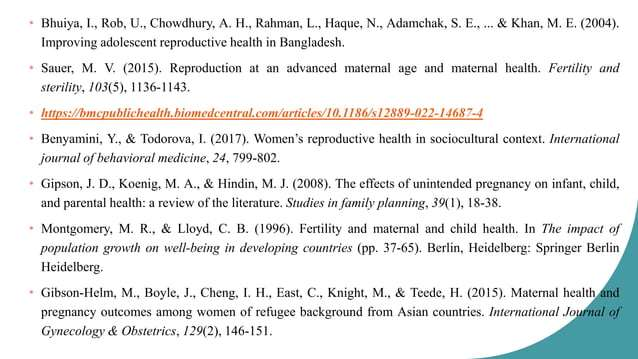 • Bhuiya, I., Rob, U., Chowdhury, A. H., Rahman, L., Haque, N., Adamchak, S. E., ... & Khan, M. E. (2004).
Improving adolescent reproductive health in Bangladesh.
• Sauer, M. V. (2015). Reproduction at an advanced maternal age and maternal health. Fertility and
sterility, 103(5), 1136-1143.
• https://bmcpublichealth.biomedcentral.com/articles/10.1186/s12889-022-14687-4
• Benyamini, Y., & Todorova, I. (2017). Women’s reproductive health in sociocultural context. International
journal of behavioral medicine, 24, 799-802.
• Gipson, J. D., Koenig, M. A., & Hindin, M. J. (2008). The effects of unintended pregnancy on infant, child,
and parental health: a review of the literature. Studies in family planning, 39(1), 18-38.
• Montgomery, M. R., & Lloyd, C. B. (1996). Fertility and maternal and child health. In The impact of
population growth on well-being in developing countries (pp. 37-65). Berlin, Heidelberg: Springer Berlin
Heidelberg.
• Gibson-Helm, M., Boyle, J., Cheng, I. H., East, C., Knight, M., & Teede, H. (2015). Maternal health and
pregnancy outcomes among women of refugee background from Asian countries. International Journal of
Gynecology & Obstetrics, 129(2), 146-151.